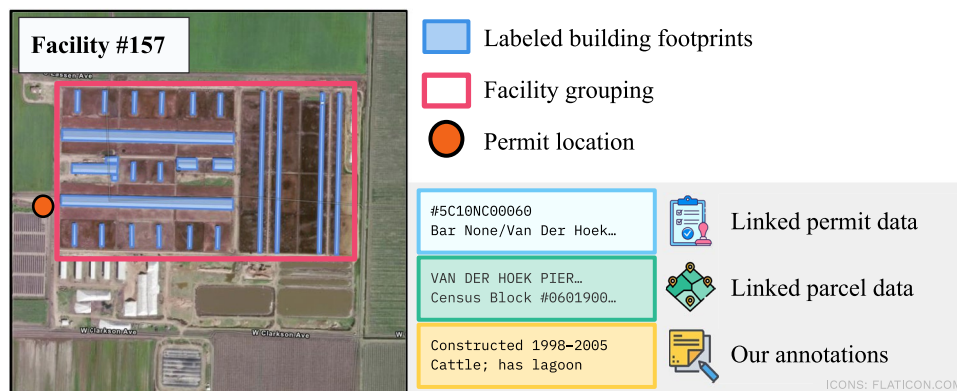 Facility #157
Lassen Ave
W Clarkson Ave
W Clarkson Ave
W.
Labeled building footprints
Facility grouping
Permit location
#5C10NC00060
Bar None/Van Der Hoek…
Linked permit data
VAN DER HOEK PIER…
Census Block #0601900…
Linked parcel data
Constructed 1998–2005
Cattle; has lagoon
Our annotations
ICONS: FLATICON.COM